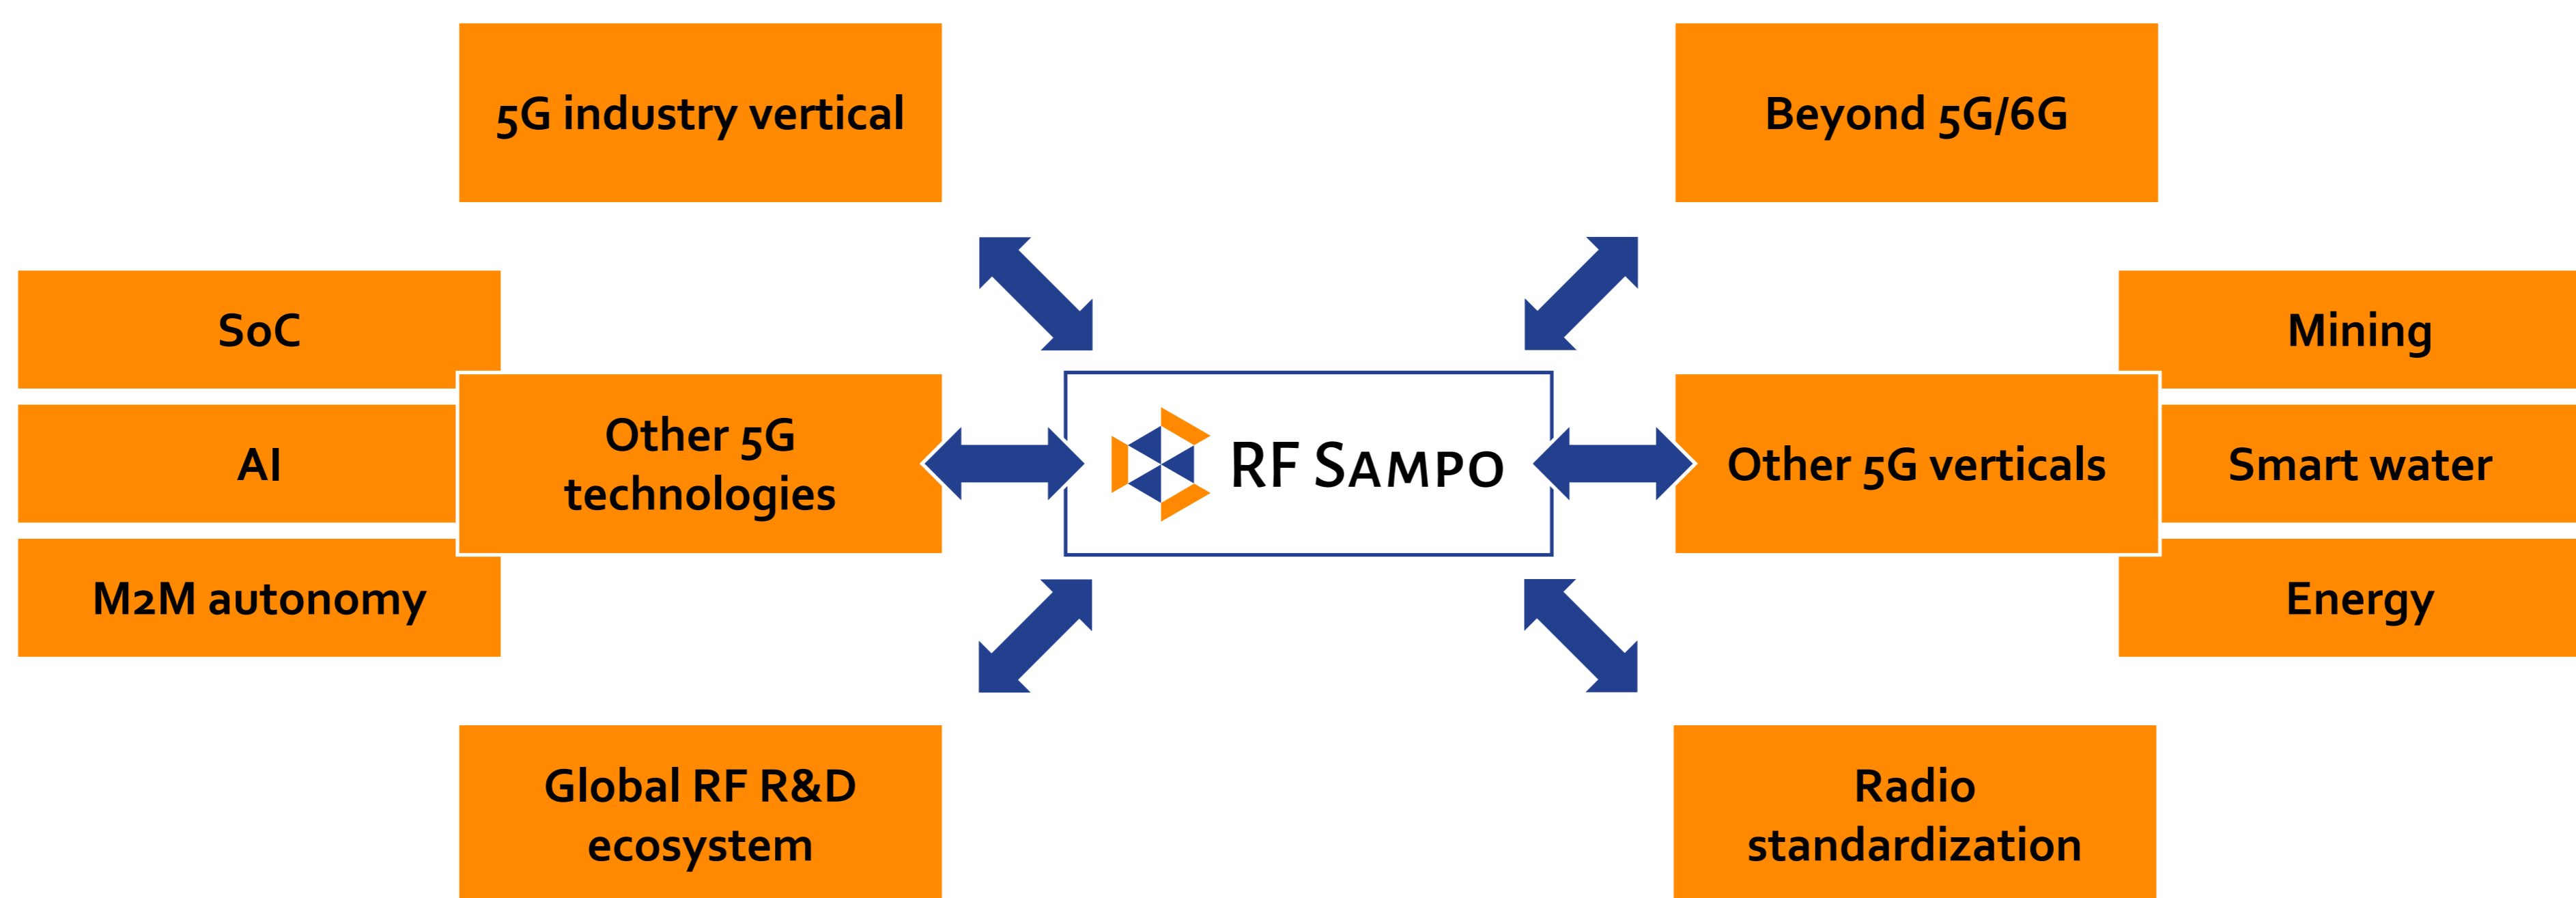 5G industry vertical
Beyond 5G/6G
SoC
AI
M2M autonomy
Other 5G
technologies
RF SAMPO
Other 5G verticals
Mining
Smart water
Energy
Global RF R&D
ecosystem
Radio
standardization